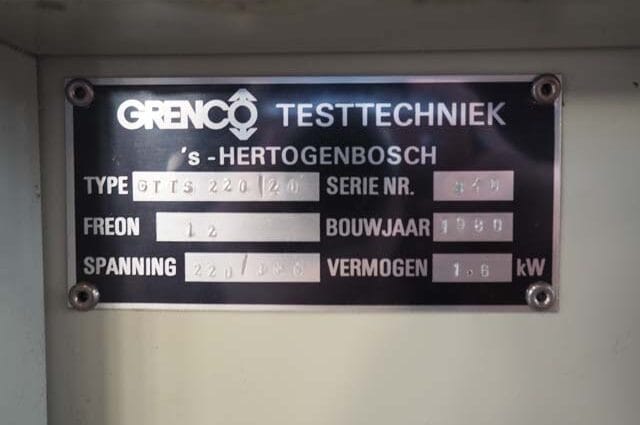 GRENCO TESTTECHNIEK
's-HERTOGENBOSCH
TYPE GTTS 220/20 SERIE NR.
FREON 12 BOUWJAAR 1980
SPANNING 220/380 VERMOGEN 1.6 kW